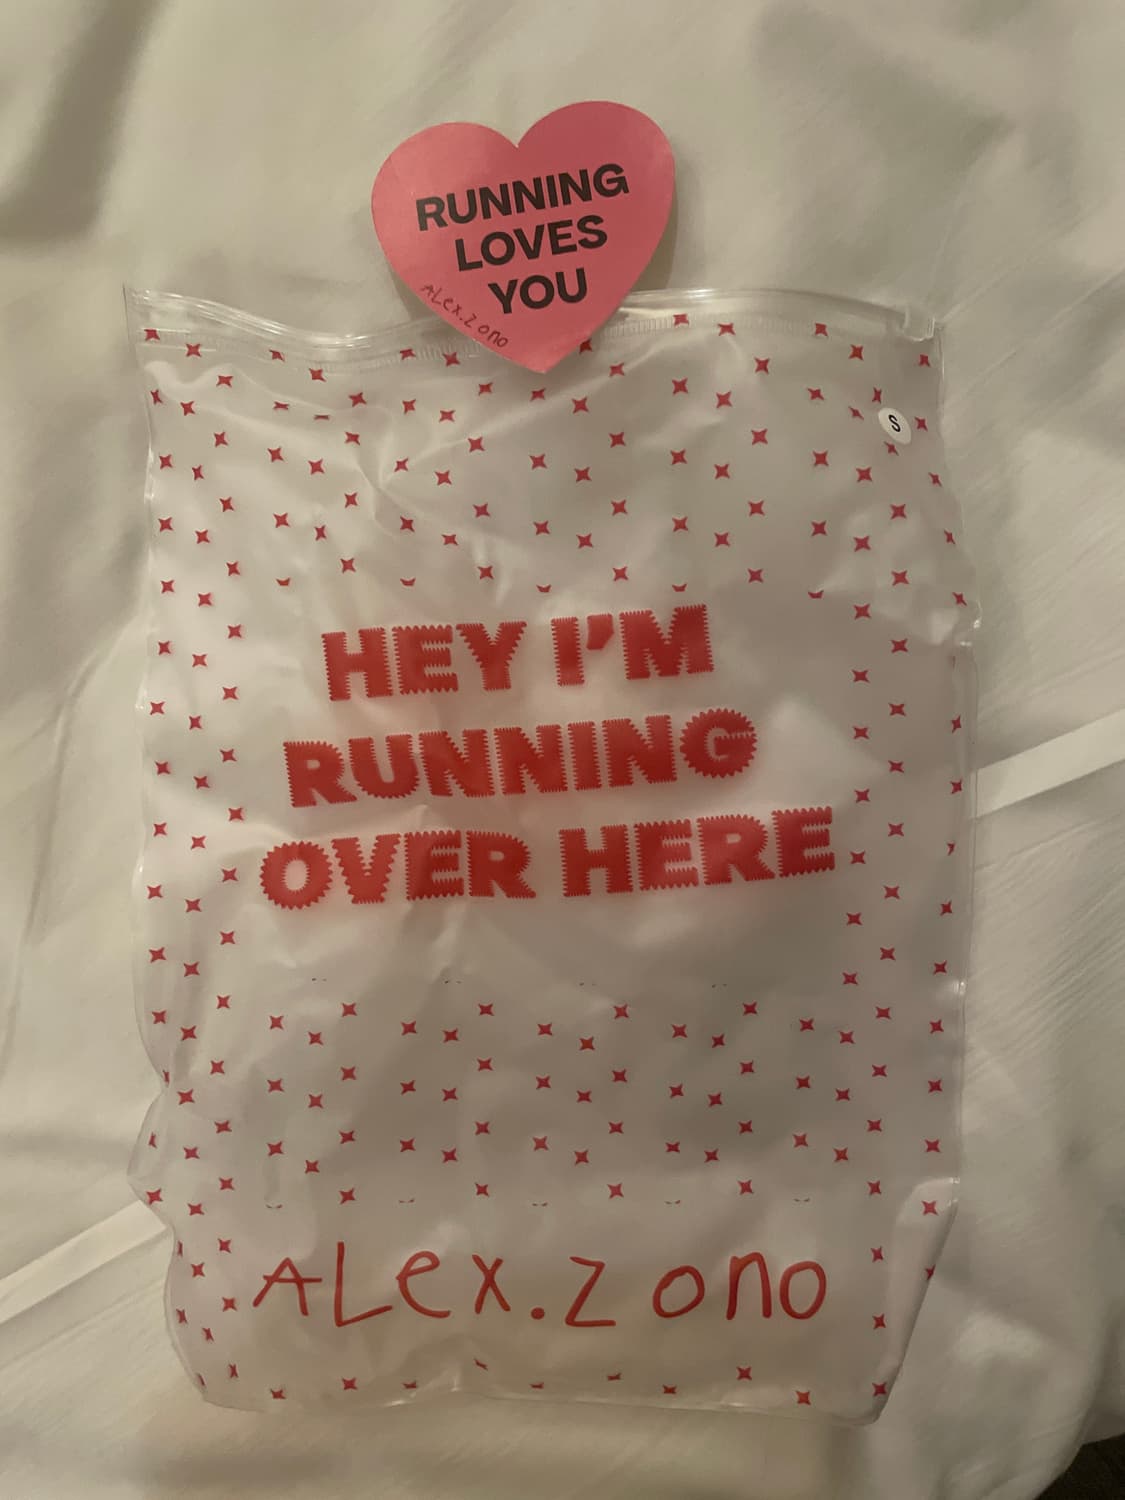 RUNNING
LOVES
YOU
ALex.Zono
S
HEY I'M
RUNNING
OVER HERE
ALex.Zono